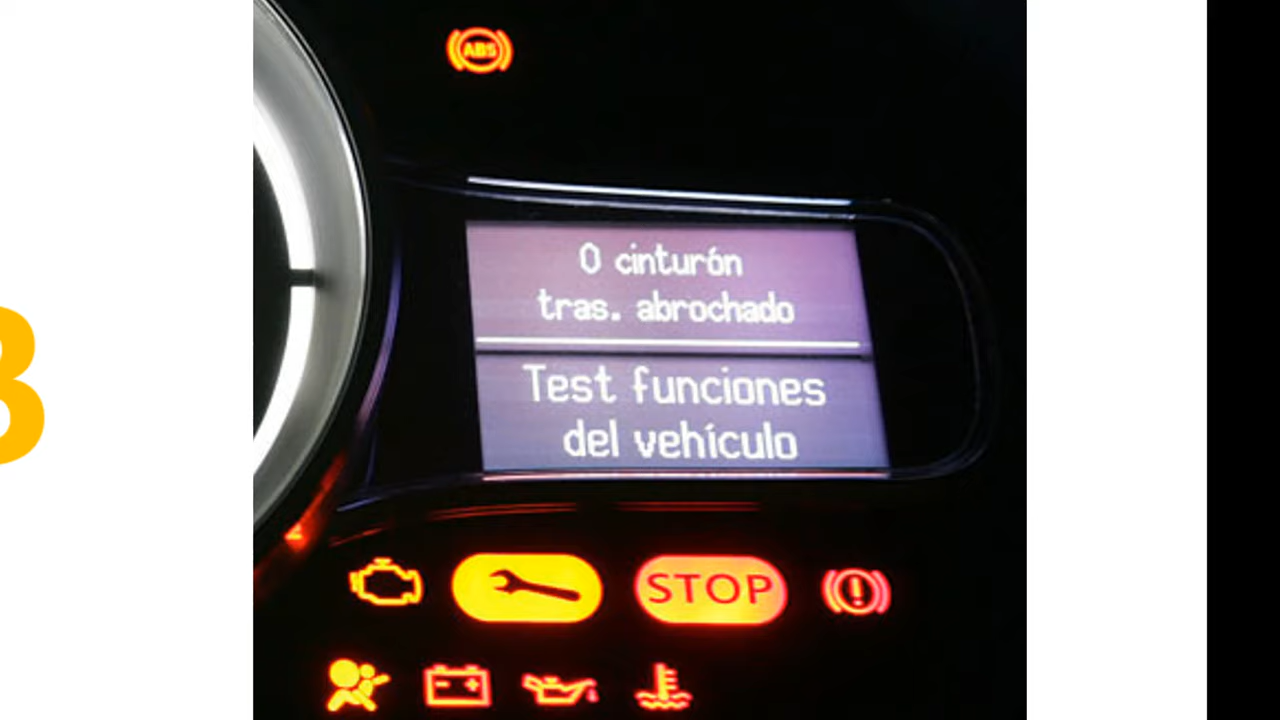 ABS
0 cinturón
tras. abrochado
Test funciones
del vehículo
STOP